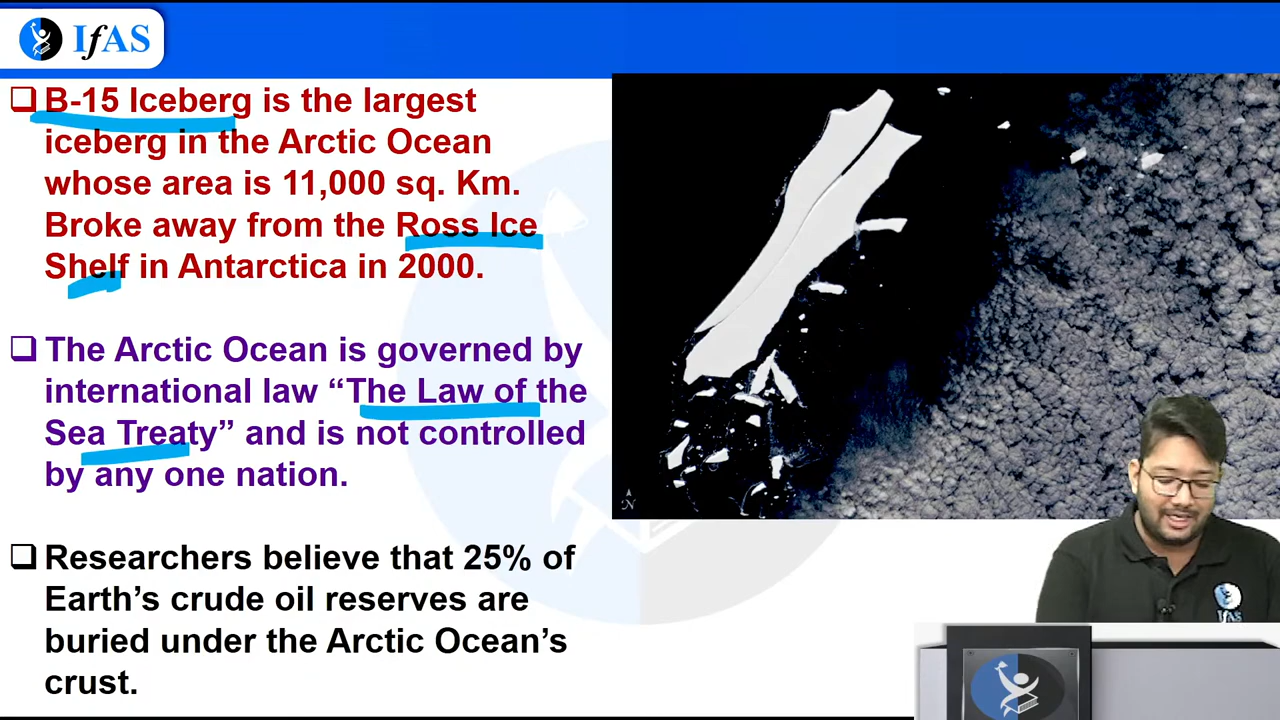 IfAS
B-15 Iceberg is the largest
iceberg in the Arctic Ocean
whose area is 11,000 sq. Km.
Broke away from the Ross Ice
Shelf in Antarctica in 2000.
The Arctic Ocean is governed by
international law “The Law of the
Sea Treaty” and is not controlled
by any one nation.
Researchers believe that 25% of
Earth’s crude oil reserves are
buried under the Arctic Ocean’s
crust.
N
IFAS